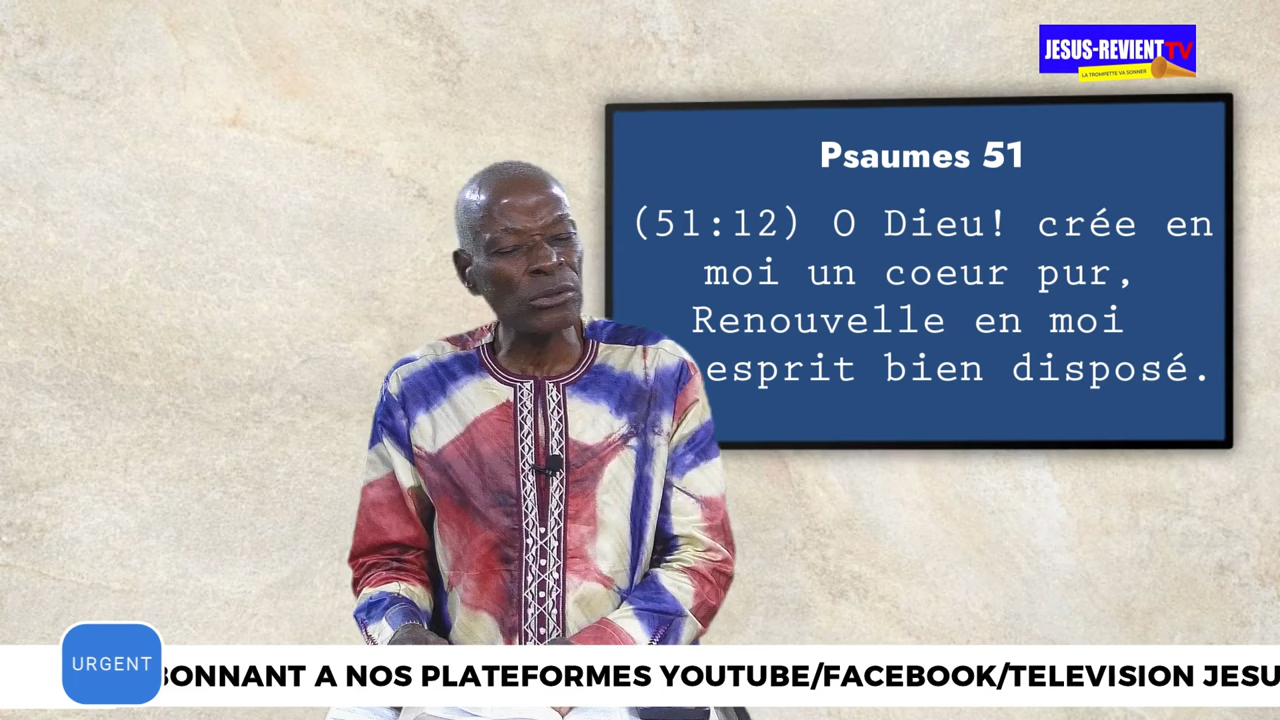 JESUS-REVIENT TV
LA TROMPETTE VA SONNER
Psaumes 51
(51:12) O Dieu! crée en
moi un coeur pur,
Renouvelle en moi
esprit bien disposé.
URGENT
BONNANT A NOS PLATEFORMES YOUTUBE/FACEBOOK/TELEVISION JESU